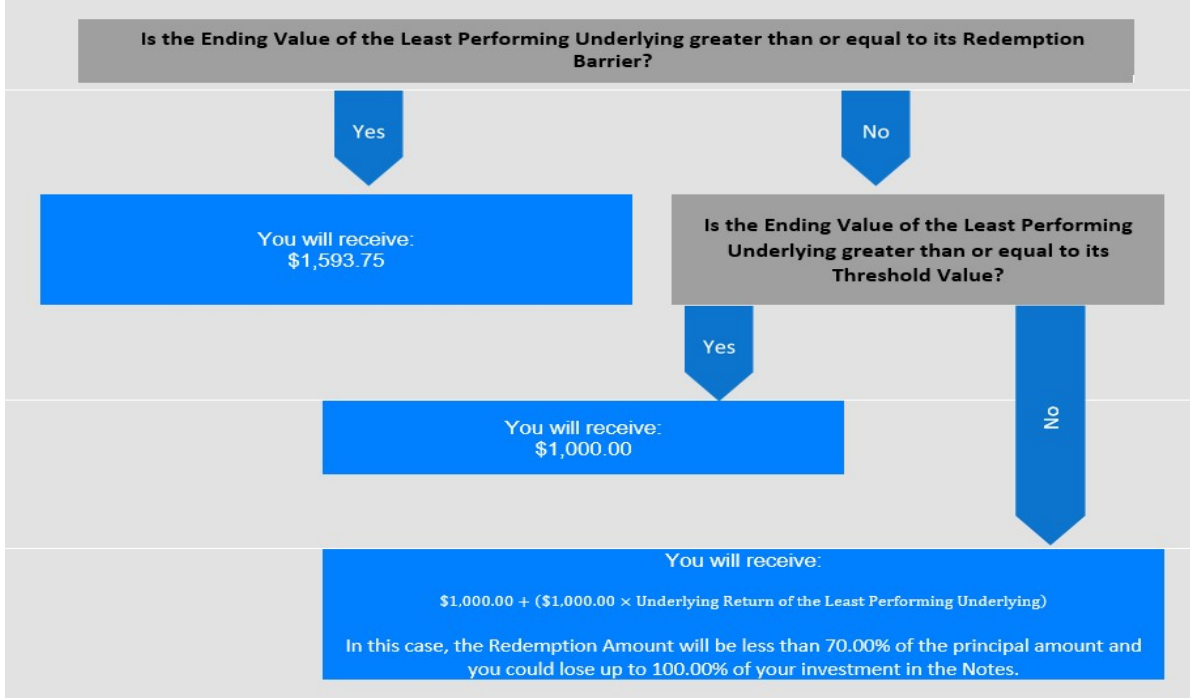 Is the Ending Value of the Least Performing Underlying greater than or equal to its Redemption
Barrier?
Yes
No
You will receive:
$1,593.75
Is the Ending Value of the Least Performing
Underlying greater than or equal to its
Threshold Value?
Yes
No
You will receive:
$1,000.00
You will receive:
$1,000.00 + ($1,000.00 × Underlying Return of the Least Performing Underlying)
In this case, the Redemption Amount will be less than 70.00% of the principal amount and
you could lose up to 100.00% of your investment in the Notes.